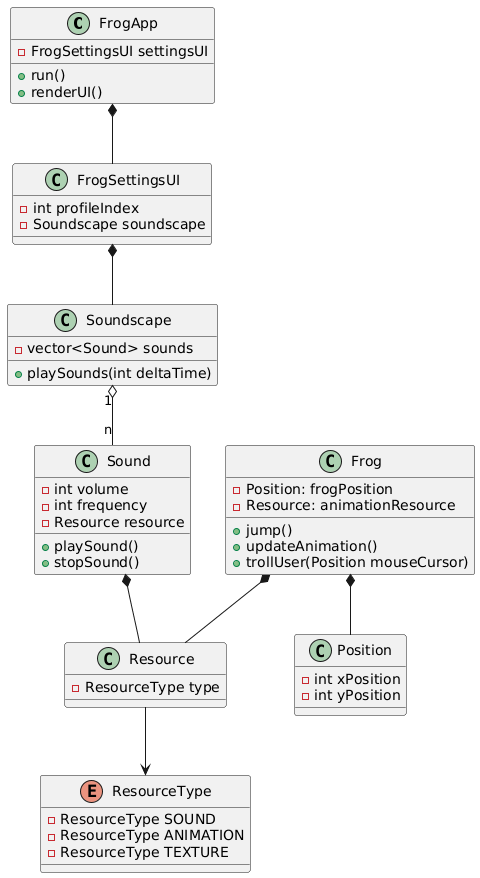 C FrogApp
FrogSettingsUI settingsUI
run()
renderUI()
C FrogSettingsUI
int profileIndex
Soundscape soundscape
C Soundscape
vector<Sound> sounds
playSounds(int deltaTime)
1
n
C Sound
int volume
int frequency
Resource resource
playSound()
stopSound()
C Frog
Position: frogPosition
Resource: animationResource
jump()
updateAnimation()
trollUser(Position mouseCursor)
C Resource
ResourceType type
C Position
int xPosition
int yPosition
E ResourceType
ResourceType SOUND
ResourceType ANIMATION
ResourceType TEXTURE